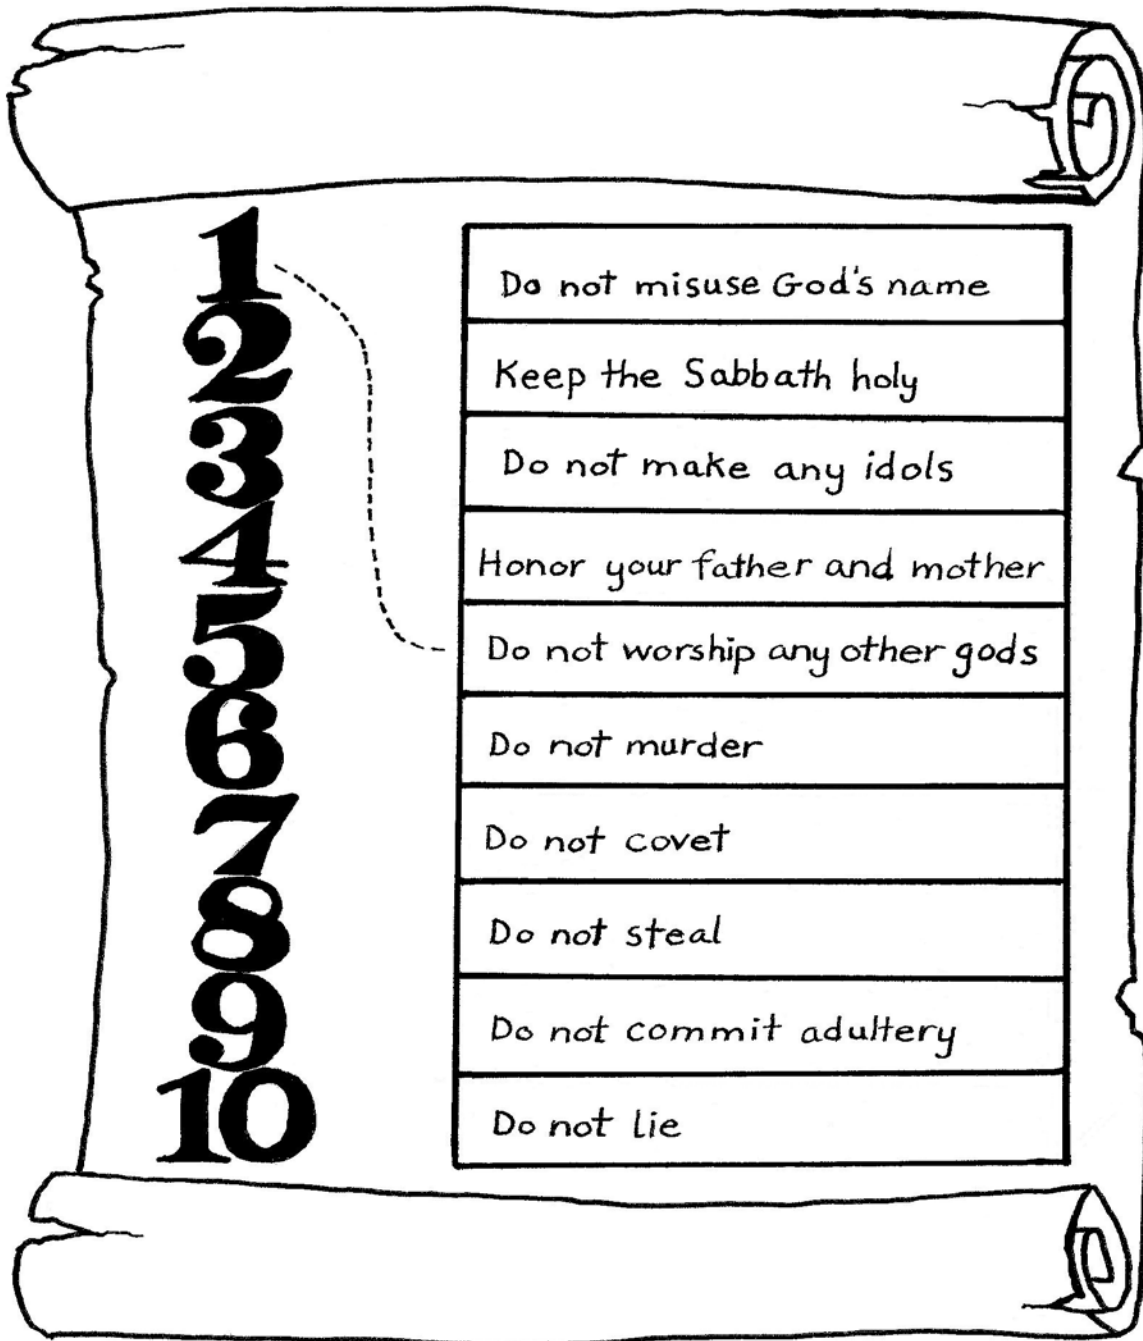 1
Do not misuse God's name
2
Keep the Sabbath holy
3
Do not make any idols
4
Honor your father and mother
5
Do not worship any other gods
6
Do not murder
7
Do not covet
8
Do not steal
9
Do not commit adultery
10
Do not lie